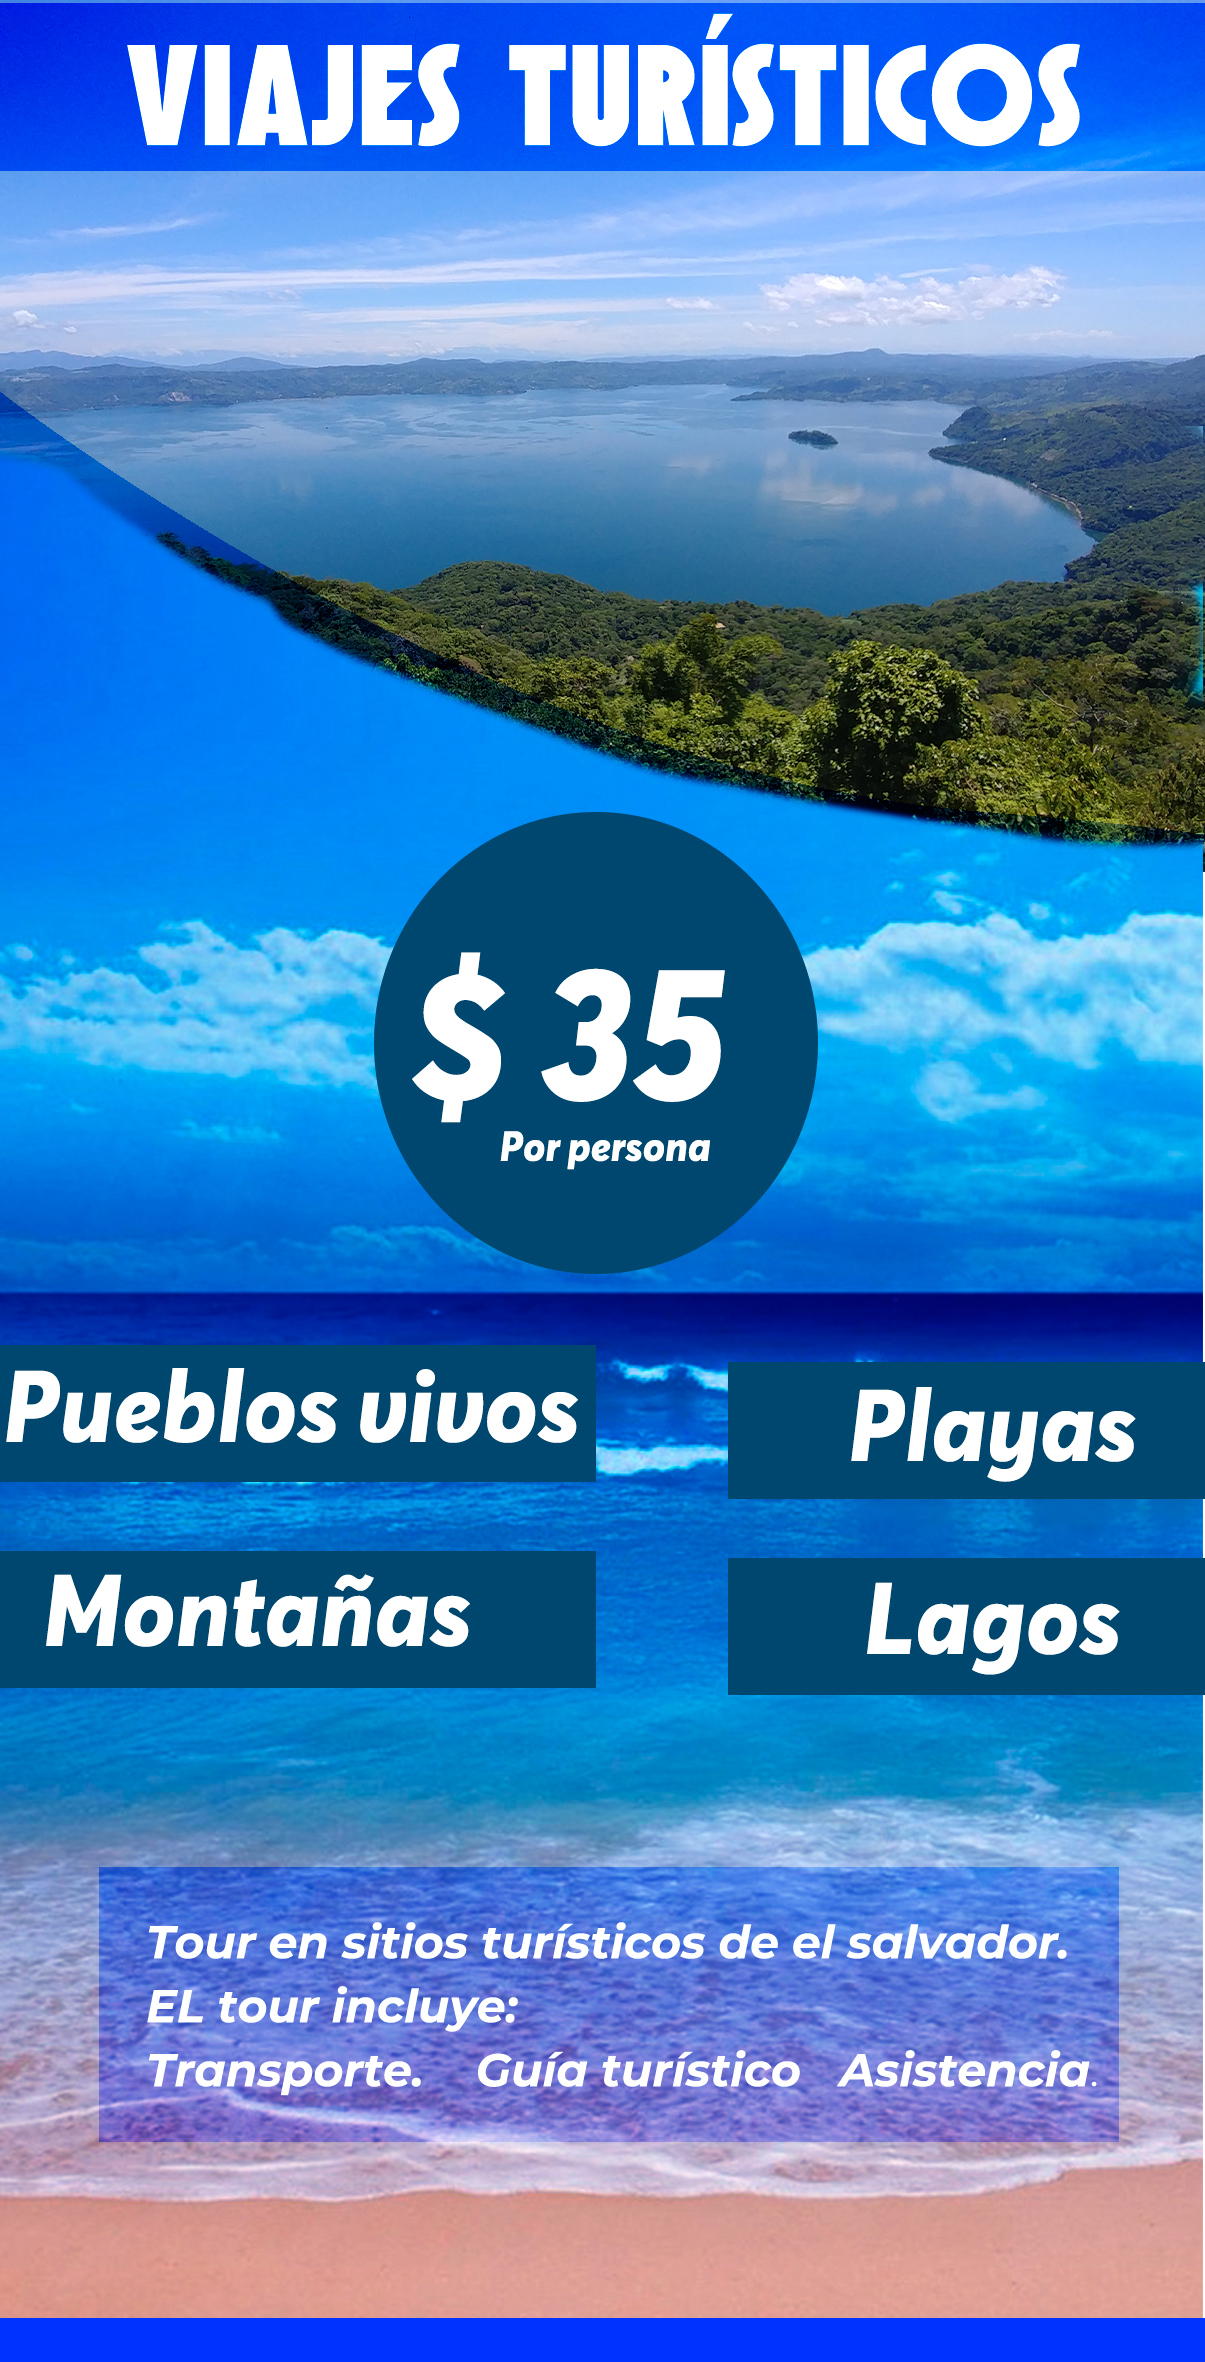 VIAJES TURÍSTICOS
$ 35
Por persona
Pueblos vivos
Playas
Montañas
Lagos
Tour en sitios turísticos de el salvador.
EL tour incluye:
Transporte. Guía turístico Asistencia.